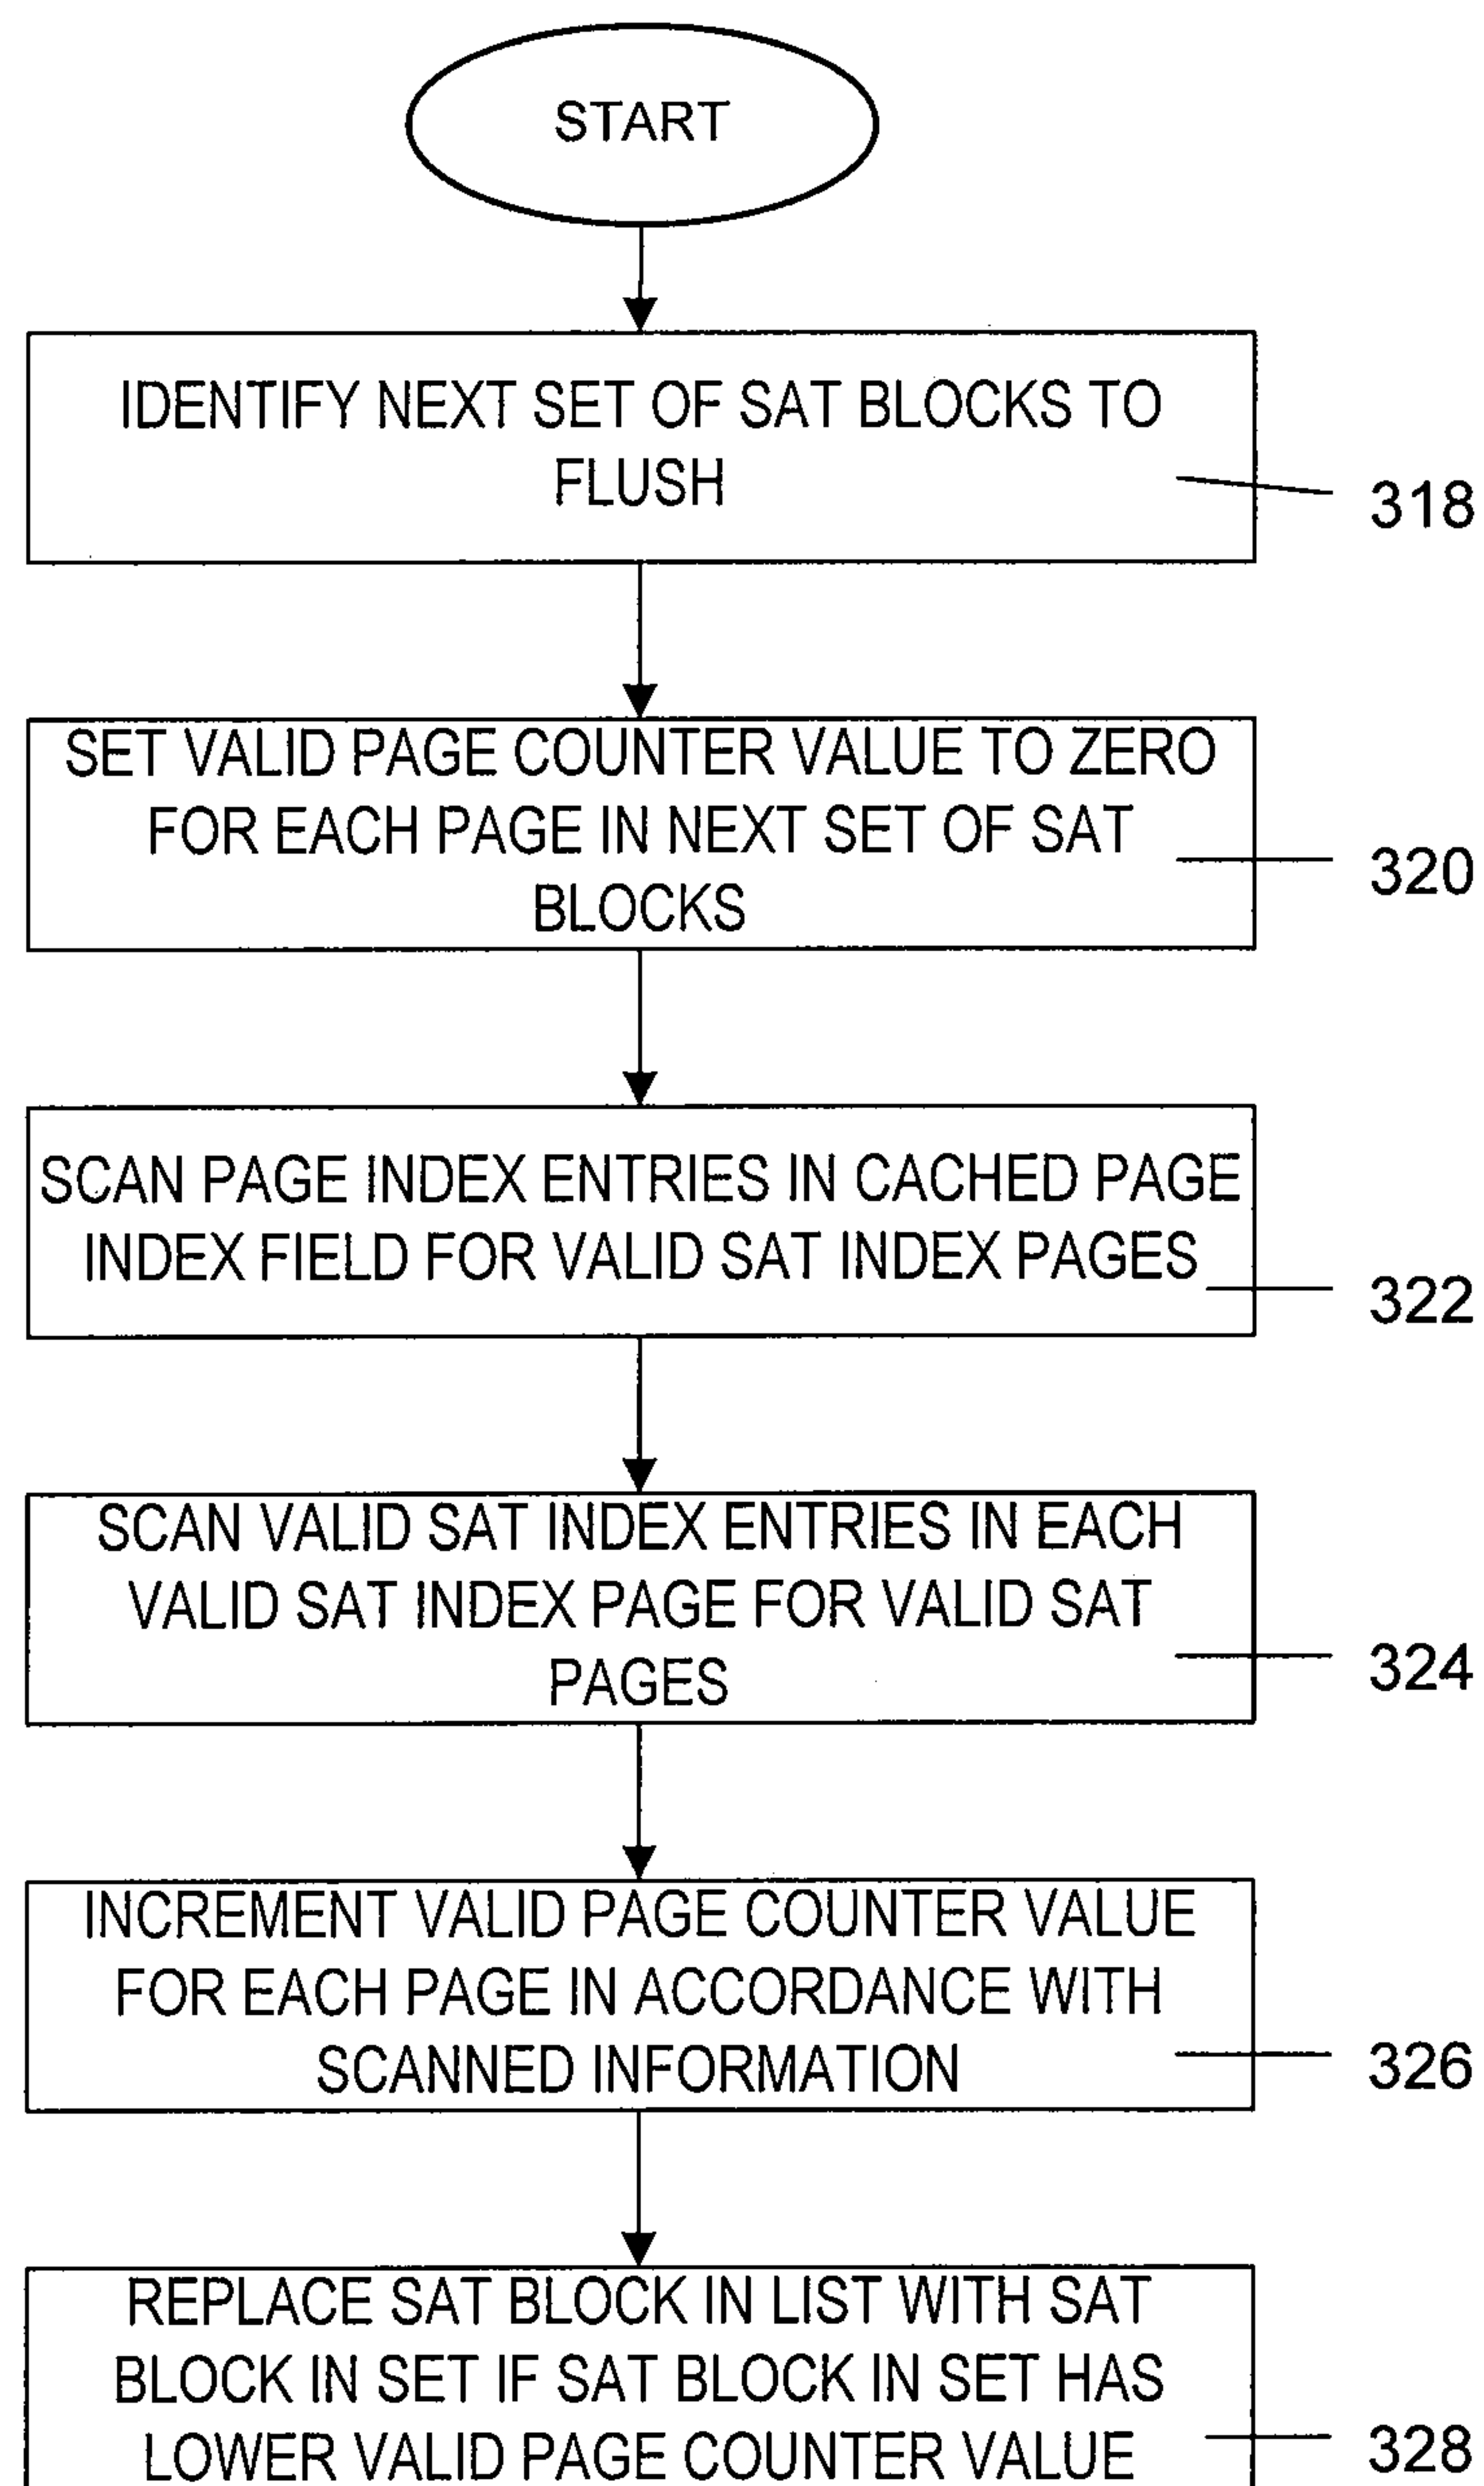 START
IDENTIFY NEXT SET OF SAT BLOCKS TO
FLUSH
318
SET VALID PAGE COUNTER VALUE TO ZERO
FOR EACH PAGE IN NEXT SET OF SAT
BLOCKS
320
SCAN PAGE INDEX ENTRIES IN CACHED PAGE
INDEX FIELD FOR VALID SAT INDEX PAGES
322
SCAN VALID SAT INDEX ENTRIES IN EACH
VALID SAT INDEX PAGE FOR VALID SAT
PAGES
324
INCREMENT VALID PAGE COUNTER VALUE
FOR EACH PAGE IN ACCORDANCE WITH
SCANNED INFORMATION
326
REPLACE SAT BLOCK IN LIST WITH SAT
BLOCK IN SET IF SAT BLOCK IN SET HAS
LOWER VALID PAGE COUNTER VALUE
328